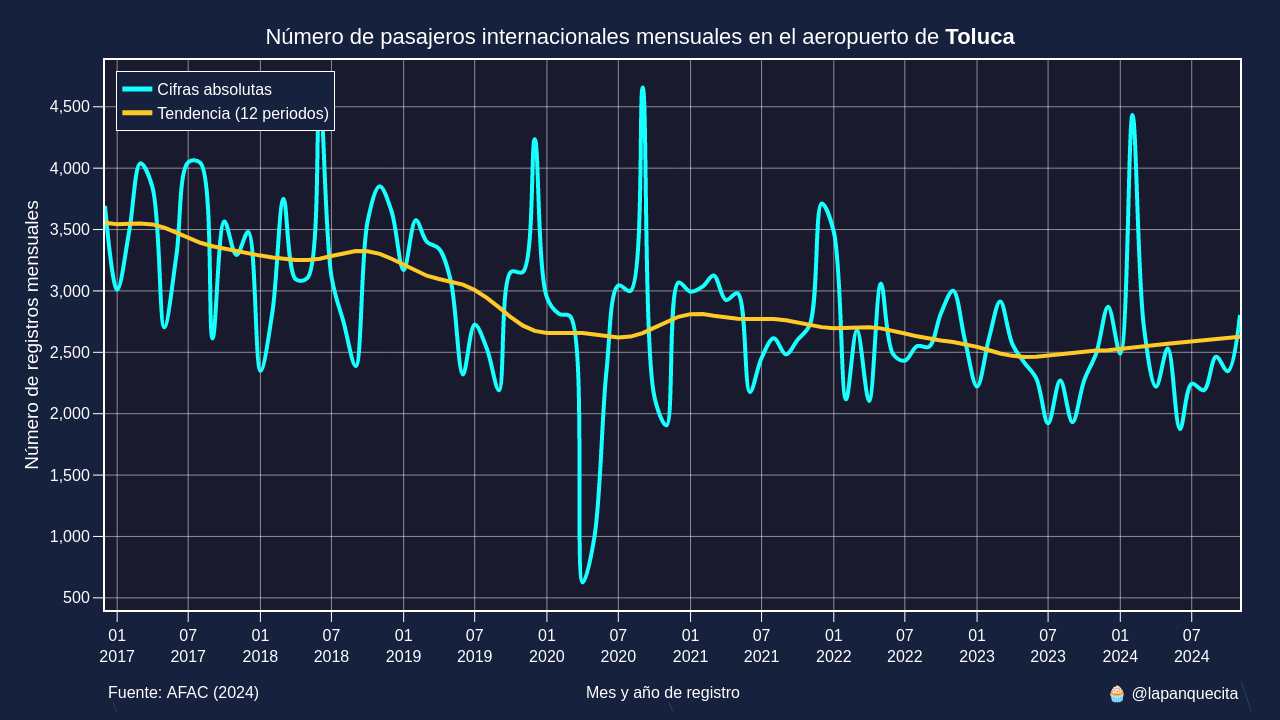 Número de pasajeros internacionales mensuales en el aeropuerto de Toluca
Cifras absolutas
Tendencia (12 periodos)
Número de registros mensuales
4,500
4,000
3,500
3,000
2,500
2,000
1,500
1,000
500
01 07 01 07 01 07 01 07 01 07 01 07 01 07 01 07
2017 2017 2018 2018 2019 2019 2020 2020 2021 2021 2022 2022 2023 2023 2024 2024
Fuente: AFAC (2024)
Mes y año de registro
🧁 @lapanquecita